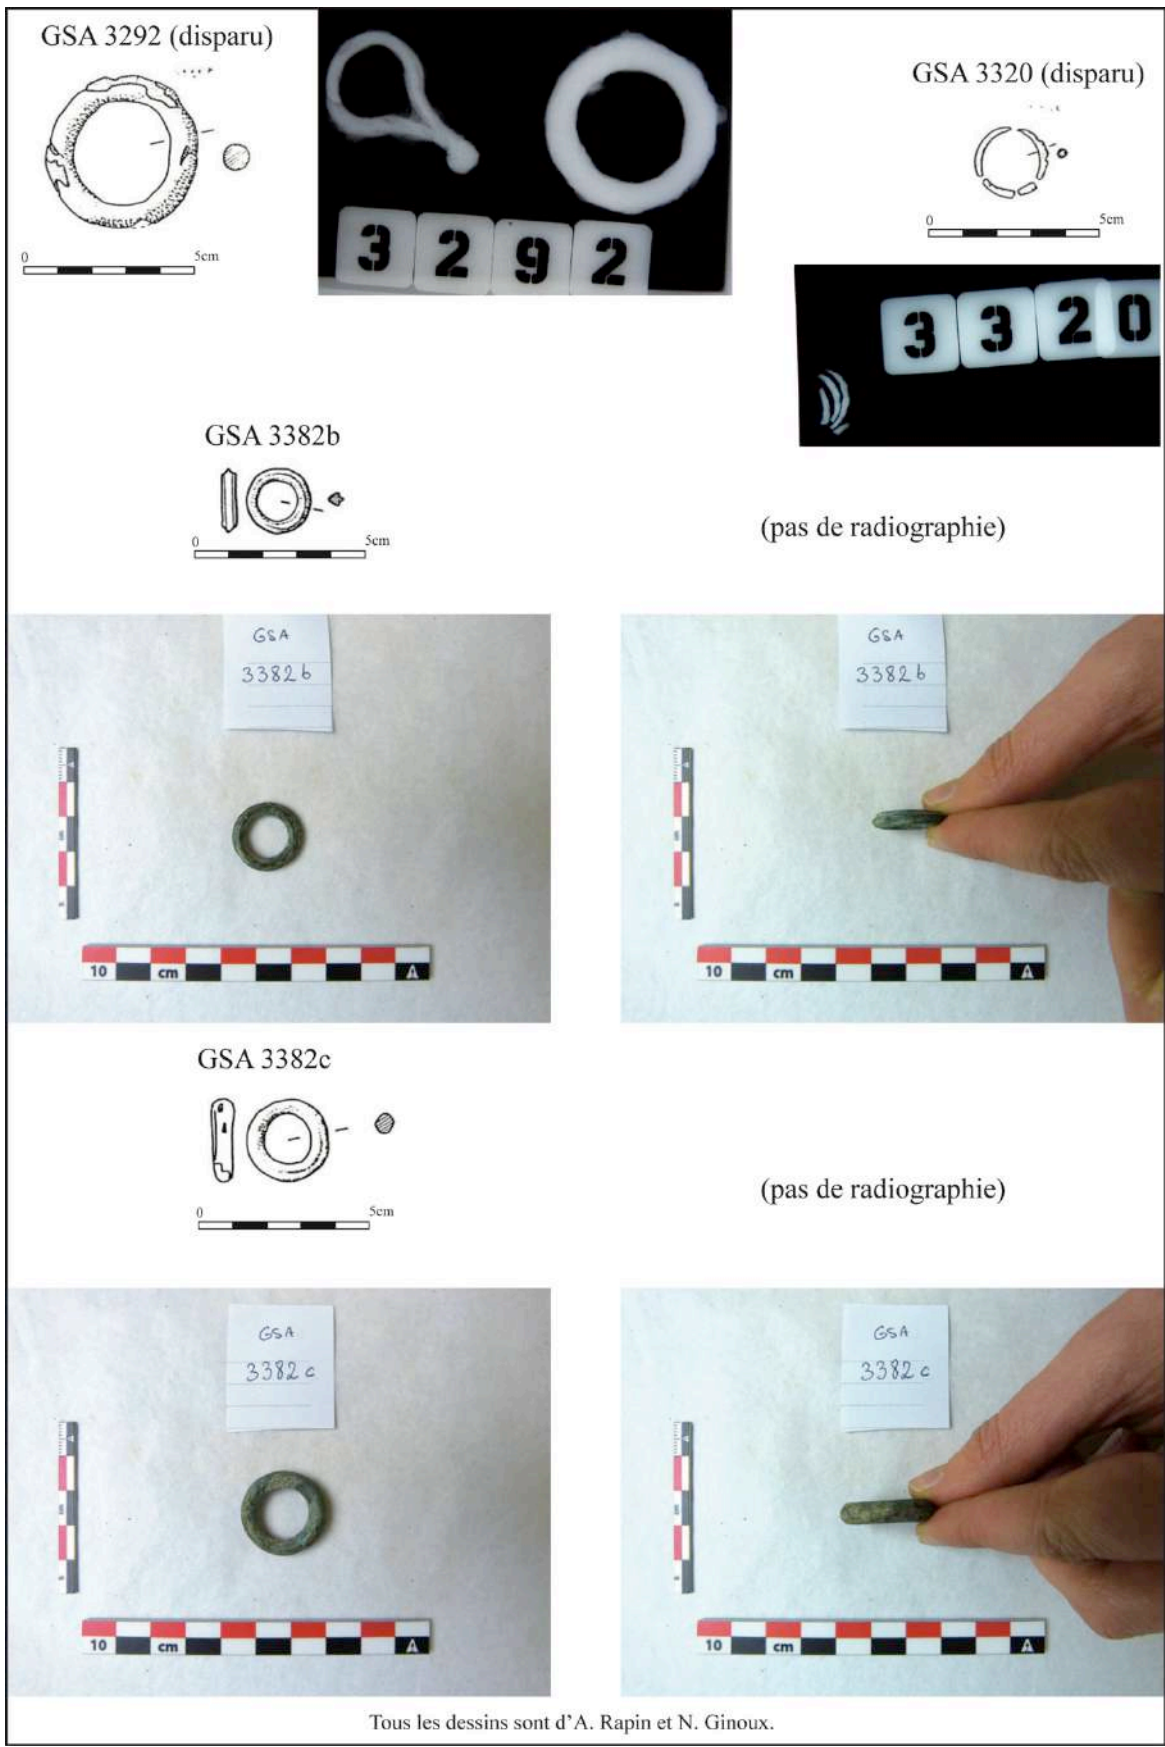 GSA 3292 (disparu)
0 5cm
3 2 9 2
GSA 3320 (disparu)
0 5cm
3 3 2 0
GSA 3382b
0 5cm
(pas de radiographie)
GSA
3382 b
10 cm A
GSA
3382 b
10 cm A
GSA 3382c
0 5cm
(pas de radiographie)
GSA
3382 c
10 cm A
GSA
3382 c
10 cm A
Tous les dessins sont d'A. Rapin et N. Ginoux.